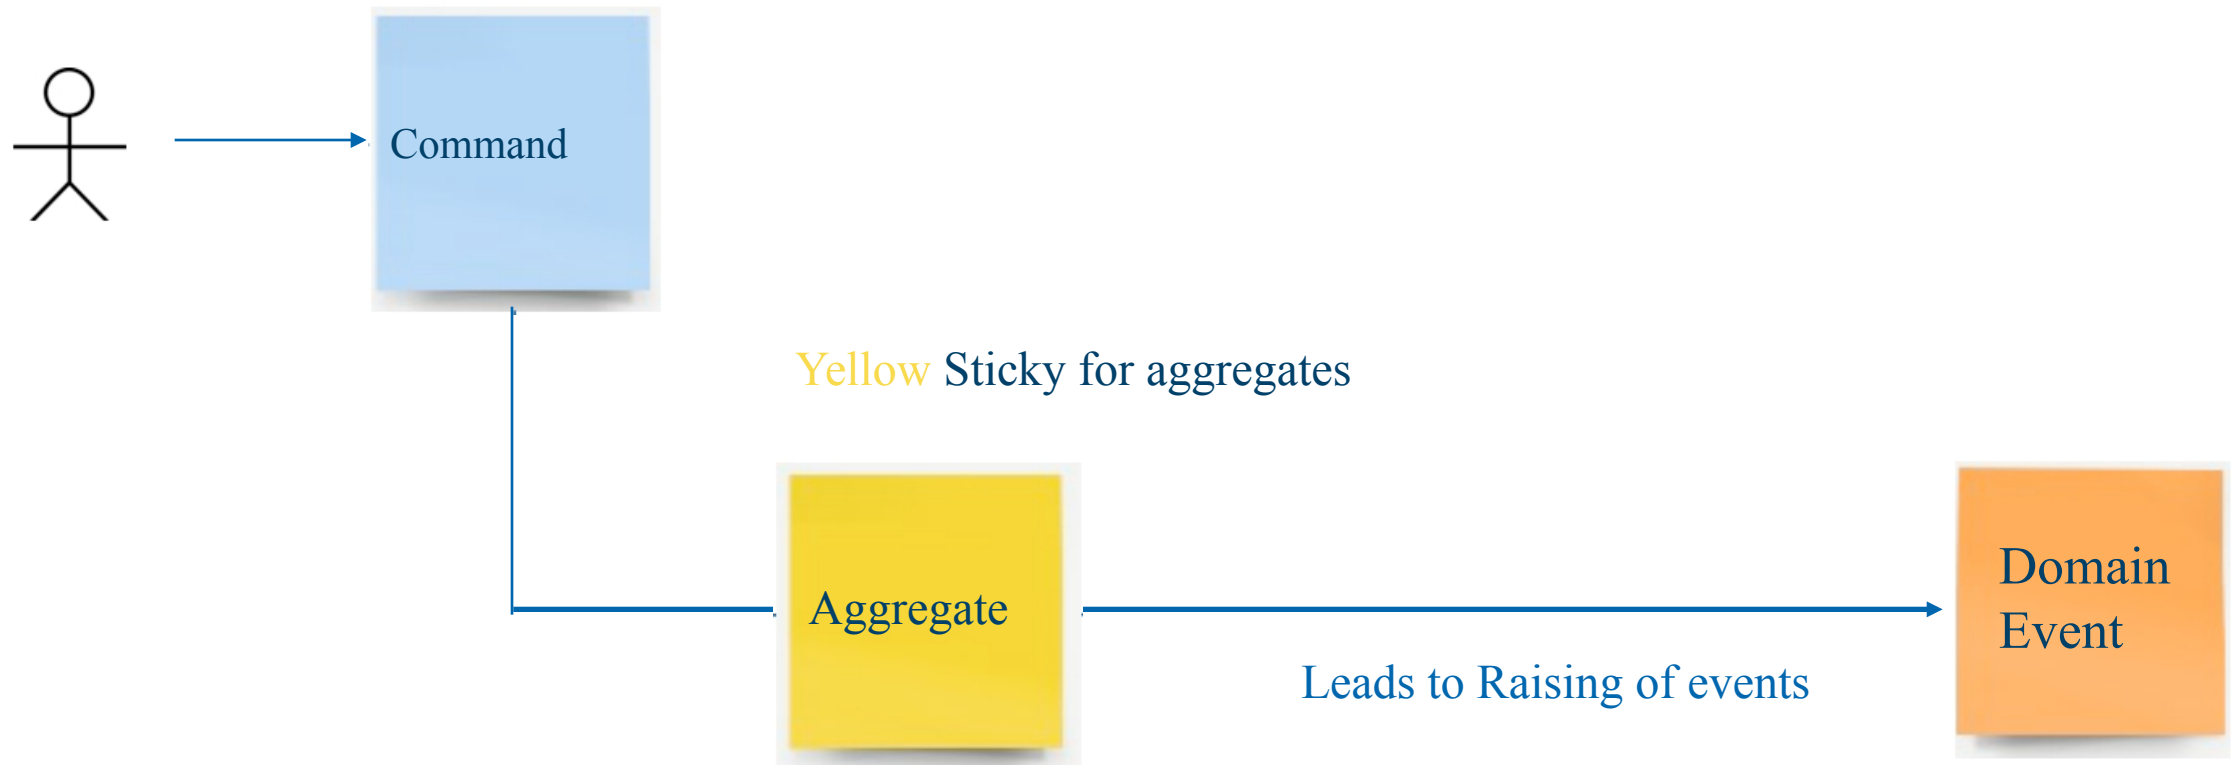 Command
Yellow Sticky for aggregates
Aggregate
Domain
Event
Leads to Raising of events